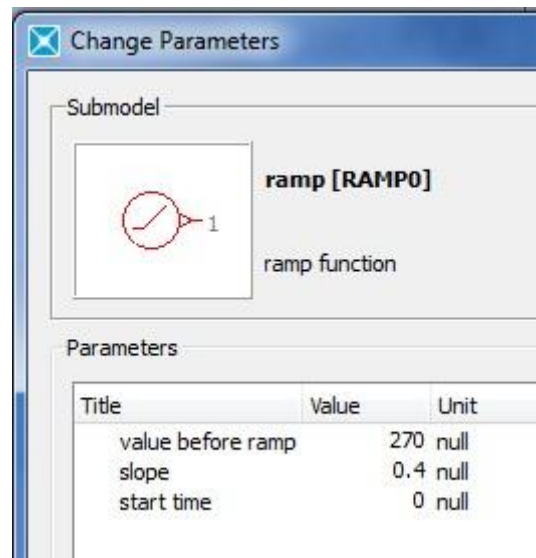 Change Parameters
Submodel
ramp [RAMP0]
1
ramp function
Parameters
Title Value Unit
value before ramp 270 null
slope 0.4 null
start time 0 null